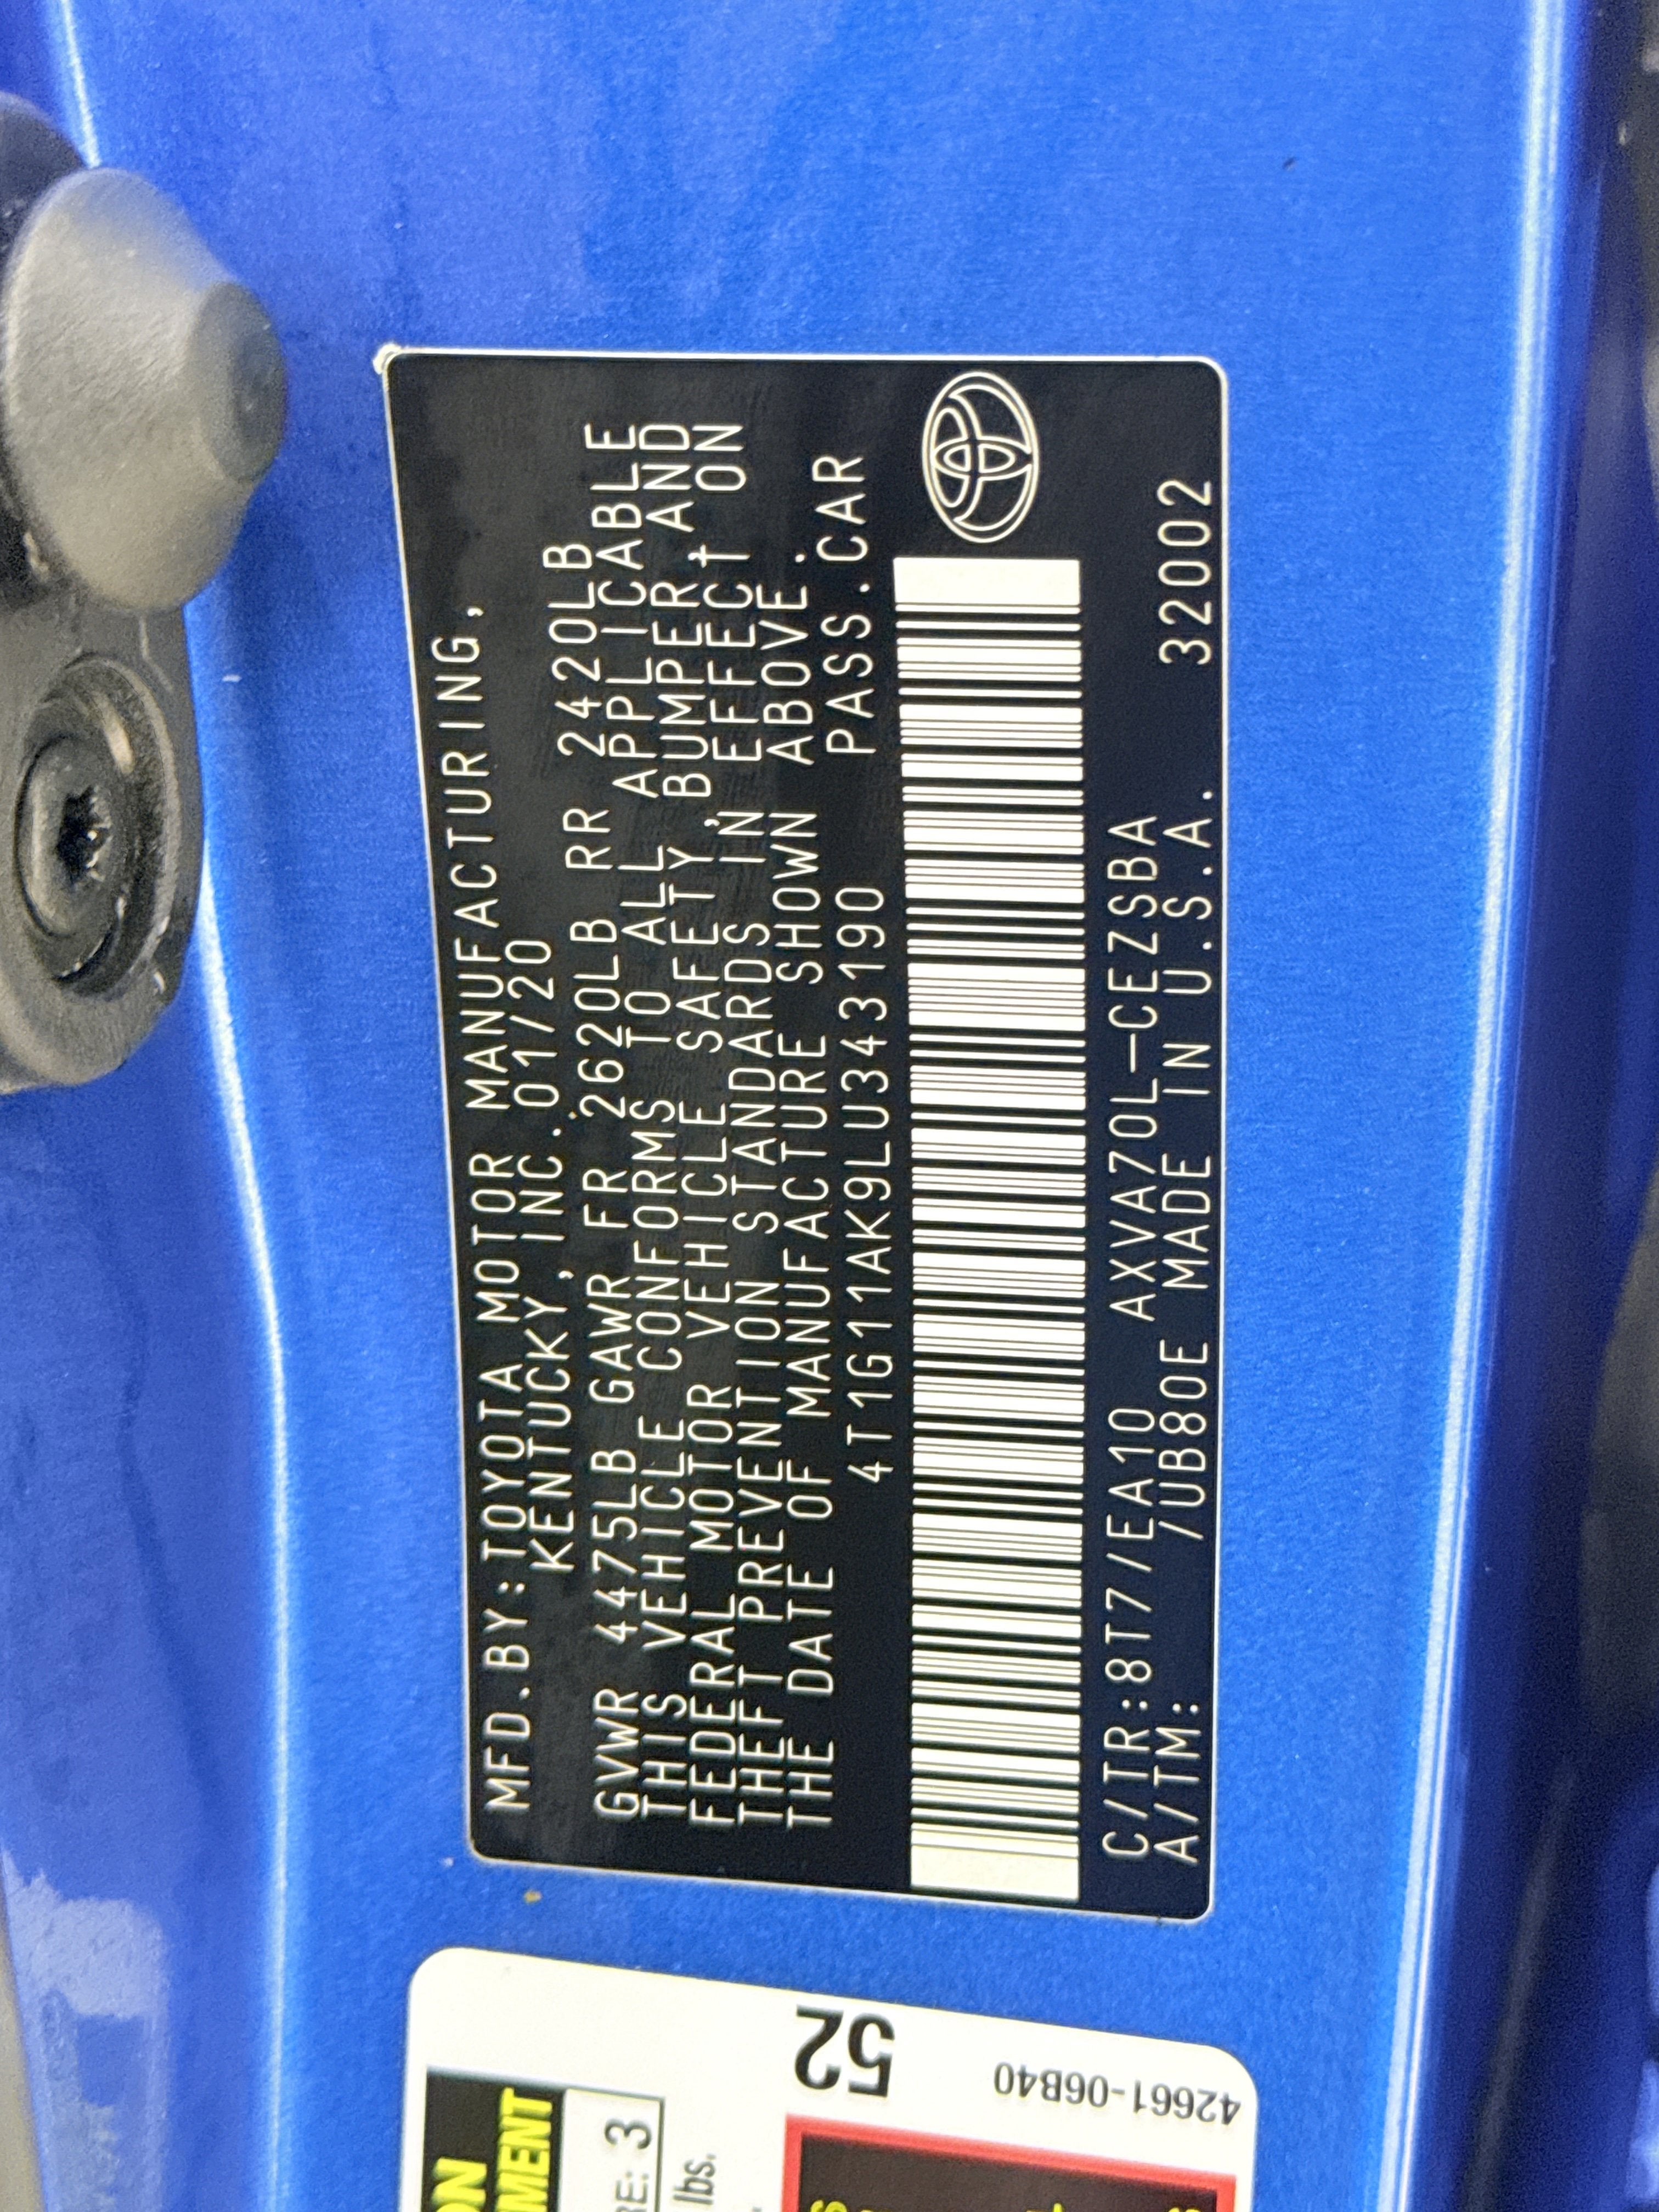 MFD.BY:TOYOTA MOTOR MANUFACTURING,
KENTUCKY, INC. 01/20
GVWR 4475LB GAWR FR 2620LB RR 2420LB
THIS VEHICLE CONFORMS TO ALL APPLICABLE
FEDERAL MOTOR VEHICLE SAFETY, BUMPER, AND
THEFT PREVENTION STANDARDS IN EFFECT ON
THE DATE OF MANUFACTURE SHOWN ABOVE.
4T1G11AK9LU343190 PASS.CAR
C/TR:8T7/EA10 AXVA70L-CEZSBA
A/TM: /UB80E MADE IN U.S.A. 32002
52
42661-06B40
3
lbs.